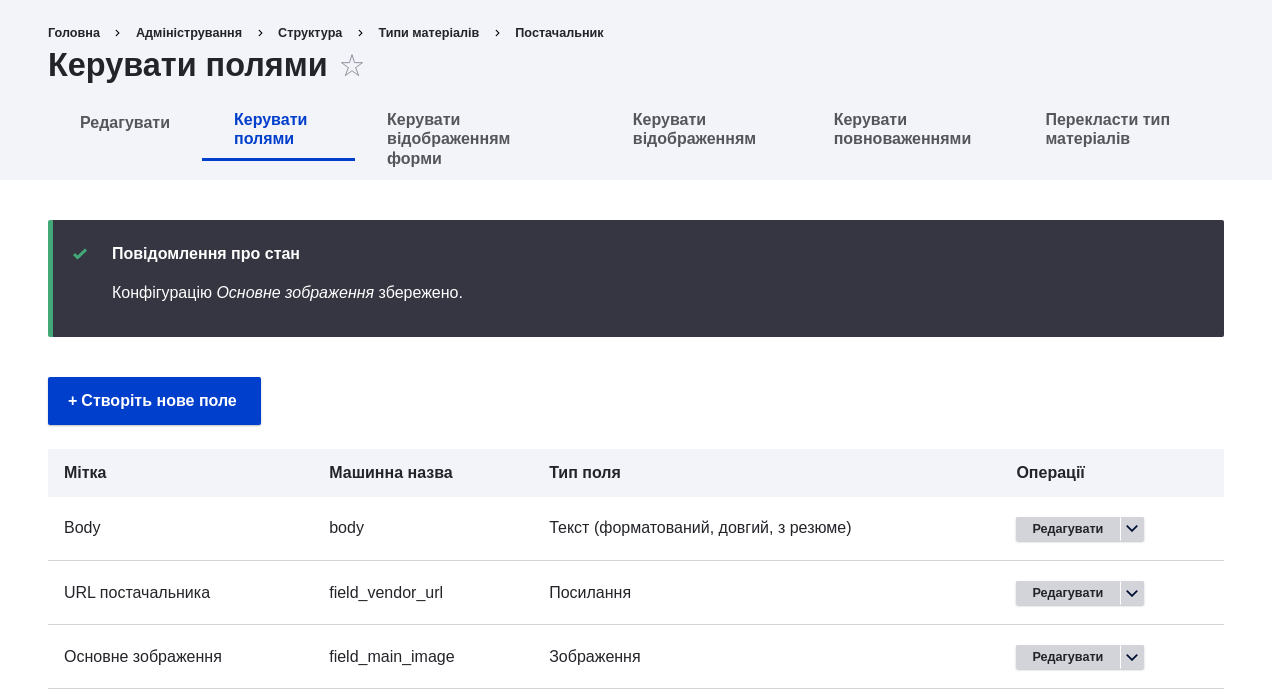 Головна › Адміністрування › Структура › Типи матеріалів › Постачальник
Керувати полями
Редагувати
Керувати
полями
Керувати
відображенням
форми
Керувати
відображенням
Керувати
повноваженнями
Перекласти тип
матеріалів
Повідомлення про стан
Конфігурацію Основне зображення збережено.
+ Створіть нове поле
Мітка Машинна назва Тип поля Операції
Body body Текст (форматований, довгий, з резюме) Редагувати
URL постачальника field_vendor_url Посилання Редагувати
Основне зображення field_main_image Зображення Редагувати